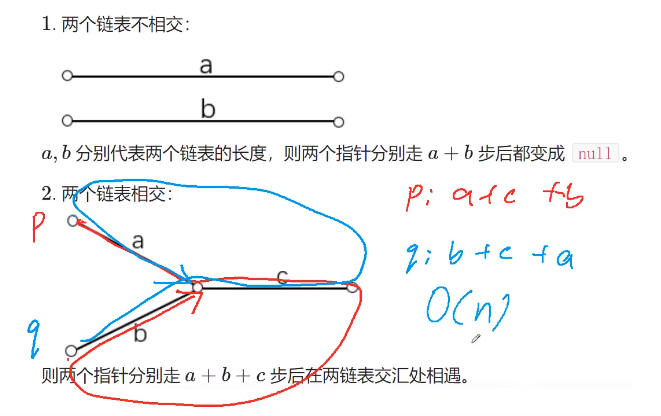 1. 两个链表不相交：
a
b
a, b 分别代表两个链表的长度，则两个指针分别走 a + b 步后都变成 null 。
2. 两个链表相交：
p: a+c +b
p
a
q: b+c +a
c
O(n)
q
b
则两个指针分别走 a + b + c 步后在两链表交汇处相遇。